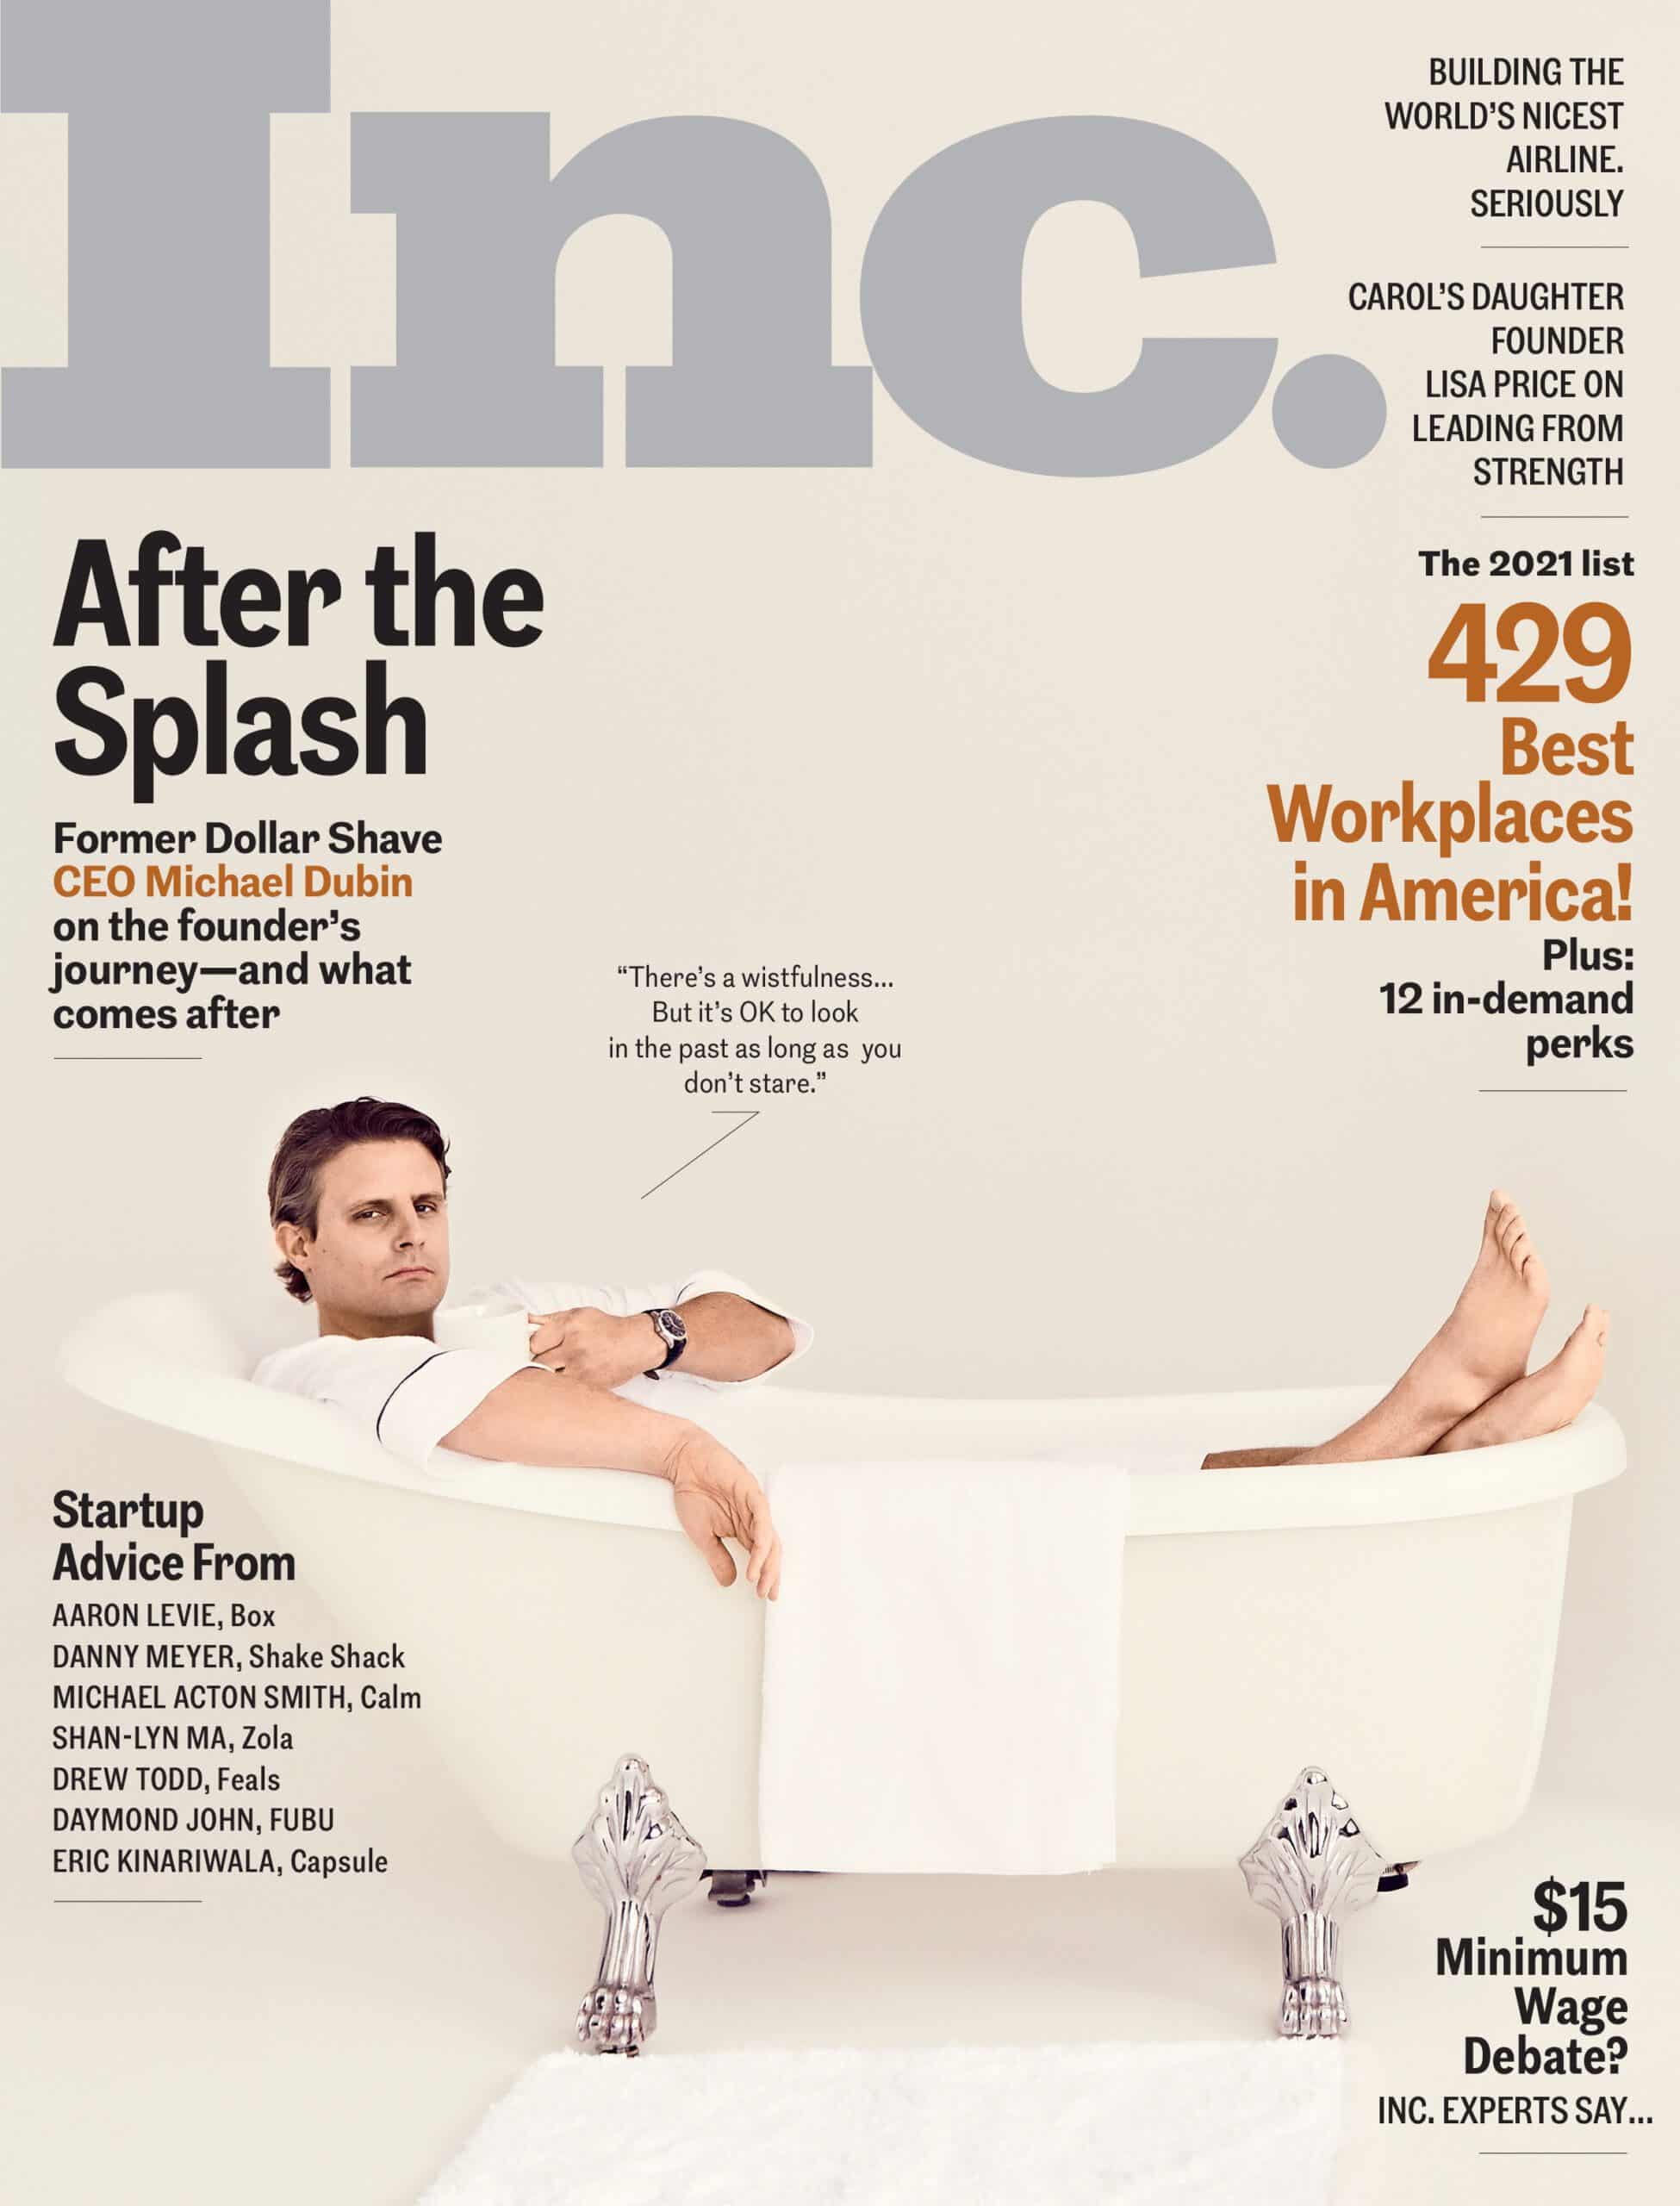 Inc.
BUILDING THE
WORLD'S NICEST
AIRLINE.
SERIOUSLY
CAROL'S DAUGHTER
FOUNDER
LISA PRICE ON
LEADING FROM
STRENGTH
After the
Splash
Former Dollar Shave
CEO Michael Dubin
on the founder's
journey—and what
comes after
The 2021 list
429
Best
Workplaces
in America!
Plus:
12 in-demand
perks
“There's a wistfulness...
But it's OK to look
in the past as long as you
don't stare.”
Startup
Advice From
AARON LEVIE, Box
DANNY MEYER, Shake Shack
MICHAEL ACTON SMITH, Calm
SHAN-LYN MA, Zola
DREW TODD, Feals
DAYMOND JOHN, FUBU
ERIC KINARIWALA, Capsule
$15
Minimum
Wage
Debate?
INC. EXPERTS SAY...